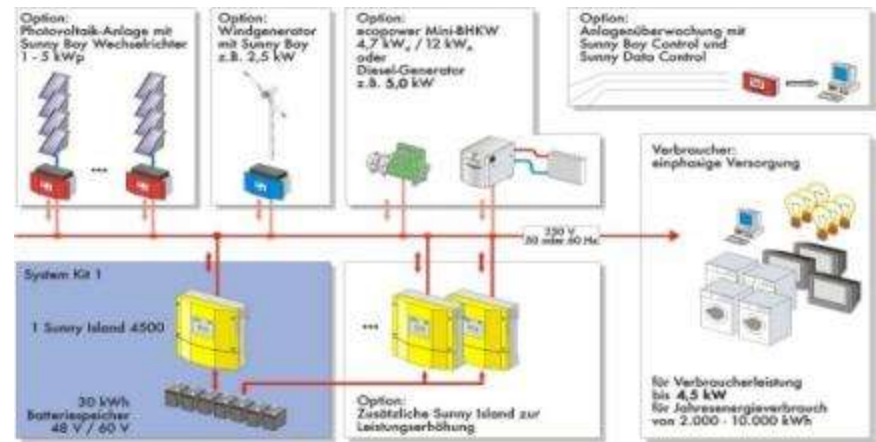 Option:
Photovoltaik-Anlage mit
Sunny Boy Wechselrichter
1 - 5 kWp
Option:
Windgenerator
mit Sunny Boy
z.B. 2,5 kW
Option:
ecopower Mini-BHKW
4,7 kW / 12 kW
oder
Diesel-Generator
z.B. 5,0 kW
Option:
Anlagenüberwachung mit
Sunny Boy Control und
Sunny Data Control
...
Verbraucher:
einphasige Versorgung
230 V
50 oder 60 Hz
System Kit 1
1 Sunny Island 4500
30 kWh
Batteriespeicher
48 V / 60 V
...
Option:
Zusätzliche Sunny Island zur
Leistungserhöhung
für Verbraucherleistung
bis 4,5 kW
für Jahresenergieverbrauch
von 2.000 - 10.000 kWh